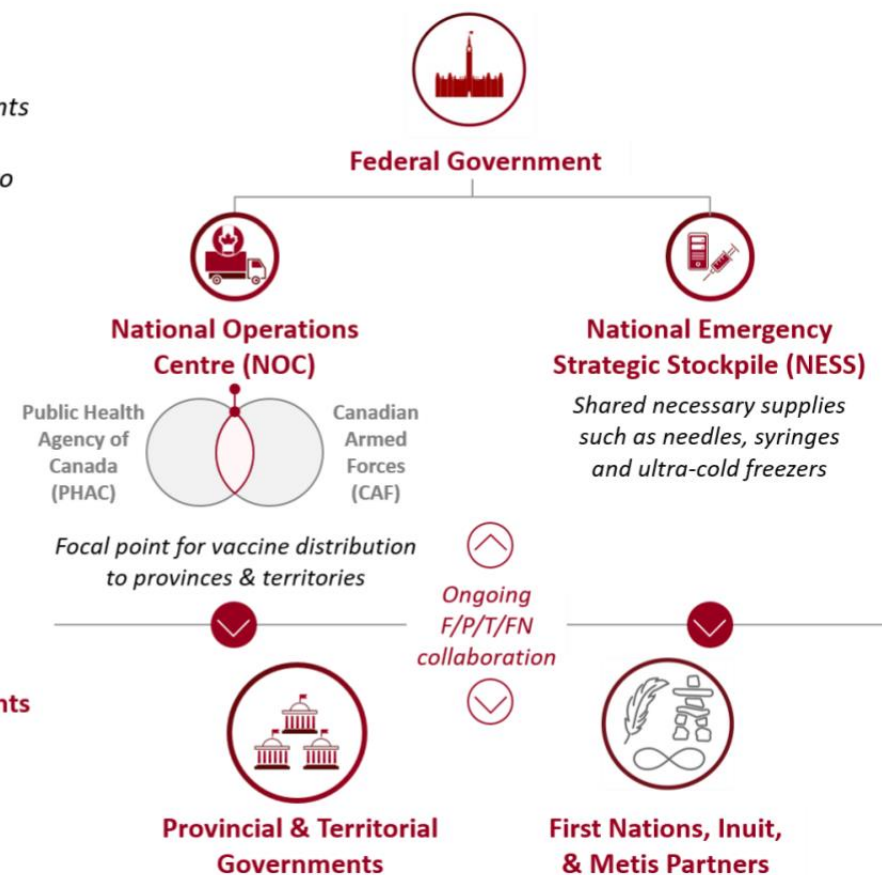 nts
o
Federal Government
National Operations
Centre (NOC)
Public Health
Agency of
Canada
(PHAC)
Canadian
Armed
Forces
(CAF)
Focal point for vaccine distribution
to provinces & territories
National Emergency
Strategic Stockpile (NESS)
Shared necessary supplies
such as needles, syringes
and ultra-cold freezers
Ongoing
F/P/T/FN
collaboration
nts
Provincial & Territorial
Governments
First Nations, Inuit,
& Metis Partners